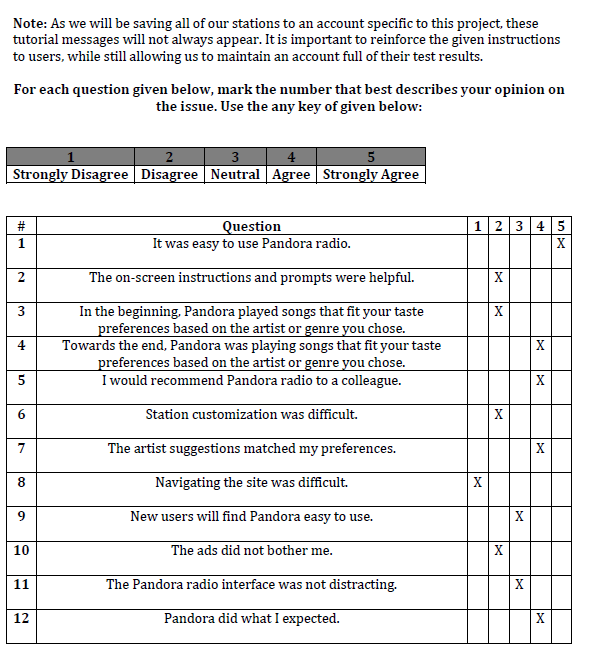 Note: As we will be saving all of our stations to an account specific to this project, these
tutorial messages will not always appear. It is important to reinforce the given instructions
to users, while still allowing us to maintain an account full of their test results.
For each question given below, mark the number that best describes your opinion on
the issue. Use the any key of given below:
1 2 3 4 5
Strongly Disagree Disagree Neutral Agree Strongly Agree
# Question 1 2 3 4 5
1 It was easy to use Pandora radio. X
2 The on-screen instructions and prompts were helpful. X
3 In the beginning, Pandora played songs that fit your taste X
preferences based on the artist or genre you chose.
4 Towards the end, Pandora was playing songs that fit your taste X
preferences based on the artist or genre you chose.
5 I would recommend Pandora radio to a colleague. X
6 Station customization was difficult. X
7 The artist suggestions matched my preferences. X
8 Navigating the site was difficult. X
9 New users will find Pandora easy to use. X
10 The ads did not bother me. X
11 The Pandora radio interface was not distracting. X
12 Pandora did what I expected. X